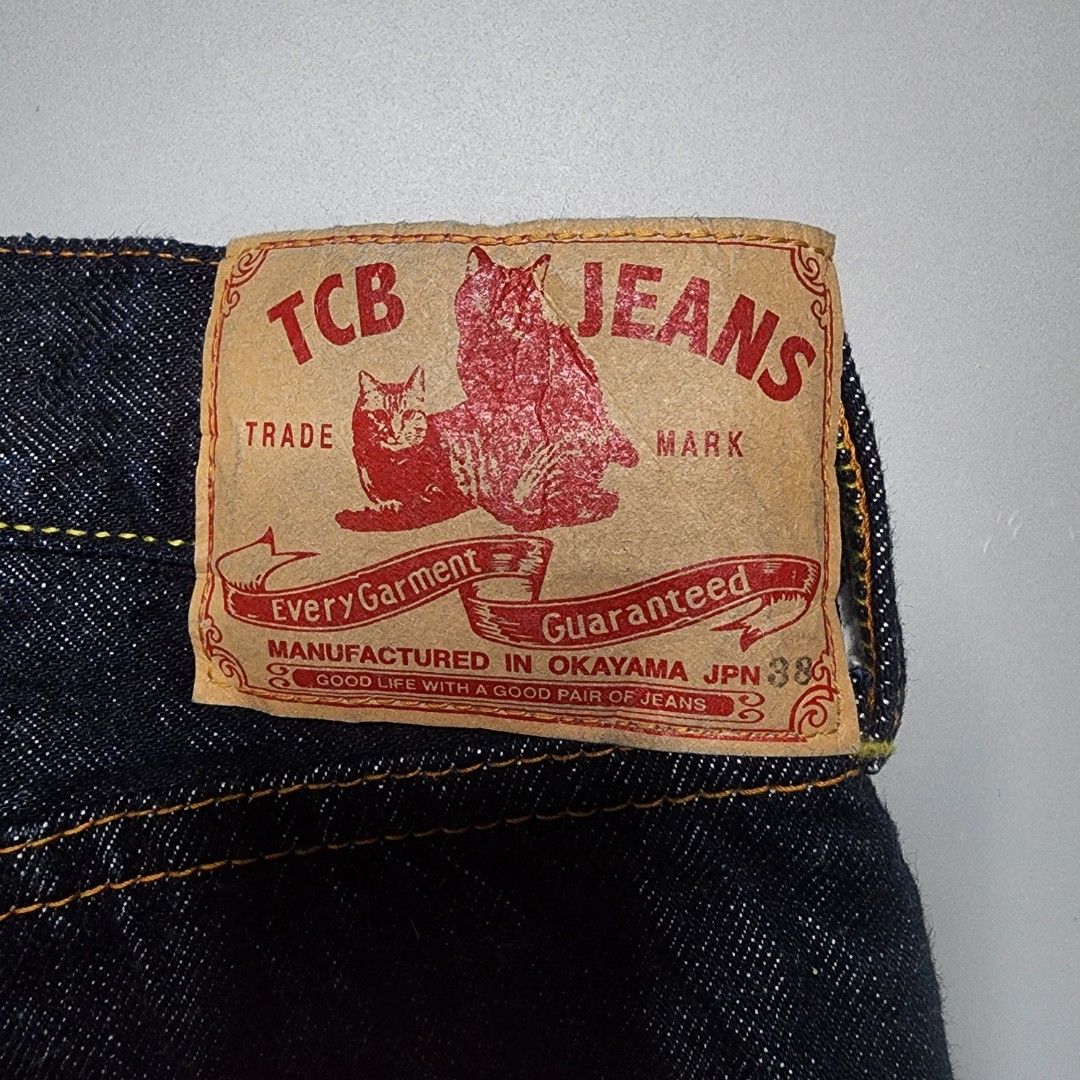 TCB JEANS
TRADE MARK
Every Garment Guaranteed
MANUFACTURED IN OKAYAMA JPN 38
GOOD LIFE WITH A GOOD PAIR OF JEANS